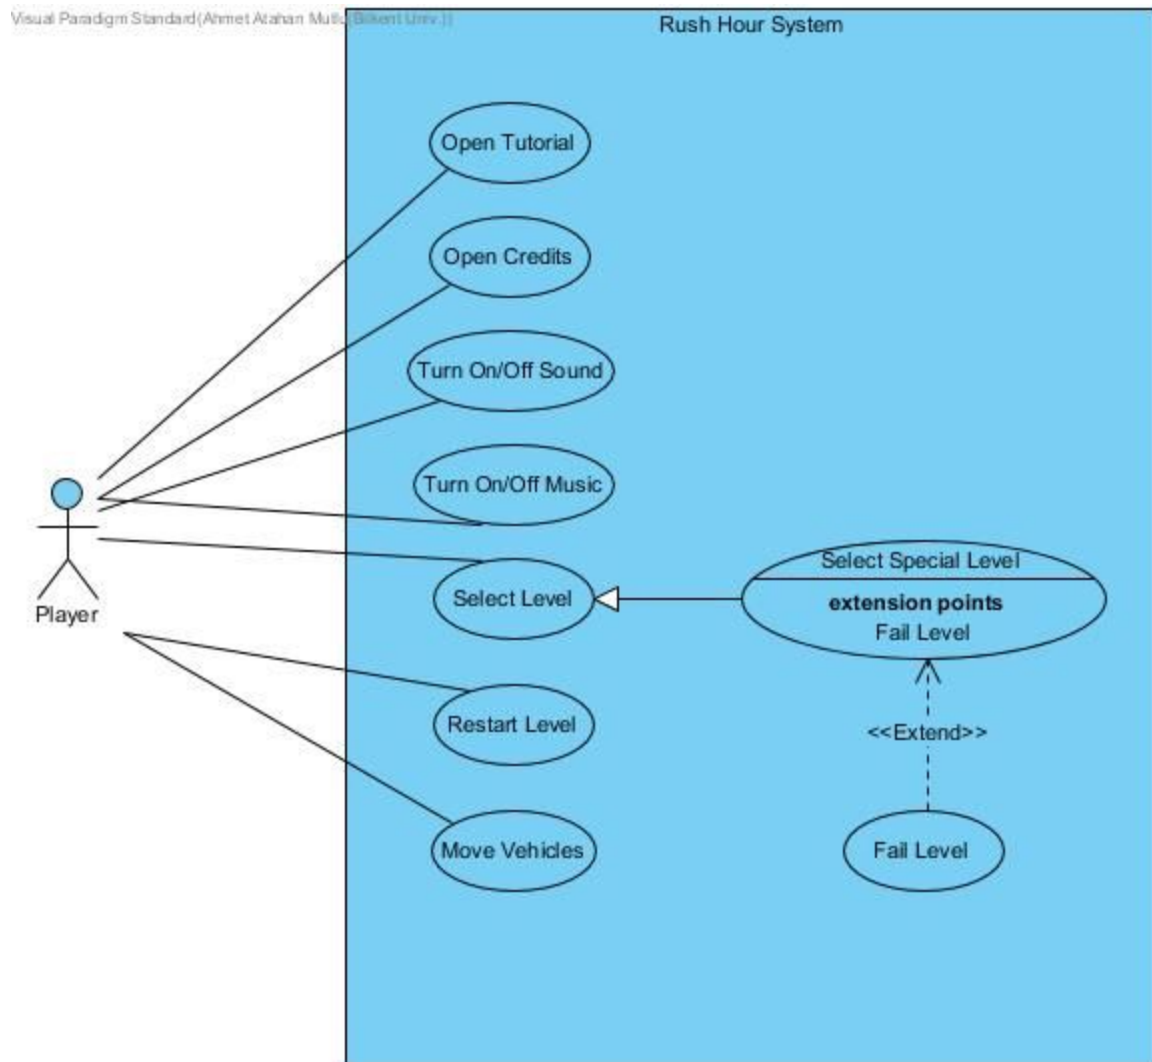 Visual Paradigm Standard(Ahmet Atahan Mutlu(Bilkent Univ.))
Rush Hour System
Open Tutorial
Open Credits
Turn On/Off Sound
Turn On/Off Music
Player
Select Level
Select Special Level
extension points
Fail Level
<<Extend>>
Restart Level
Move Vehicles
Fail Level